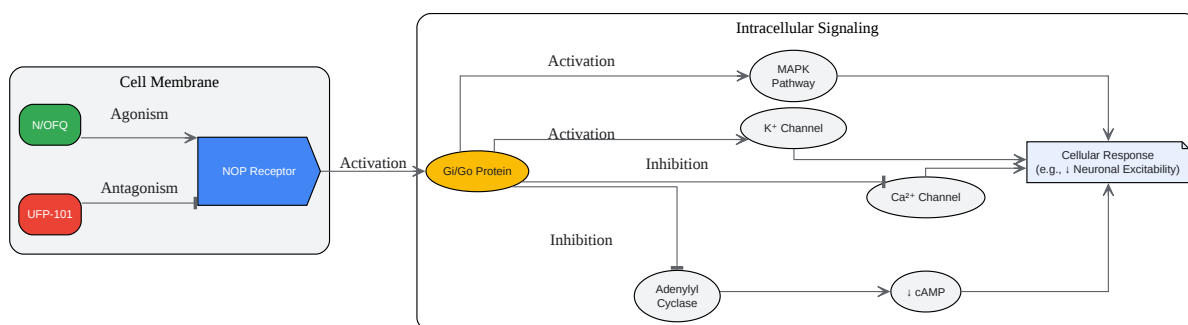 Intracellular Signaling
Cell Membrane
N/OFQ
Agonism
NOP Receptor
Antagonism
UFP-101
Activation
Gi/Go Protein
Activation
MAPK
Pathway
Activation
K⁺ Channel
Inhibition
Ca²⁺ Channel
Inhibition
Adenylyl
Cyclase
↓ cAMP
Cellular Response
(e.g., ↓ Neuronal Excitability)